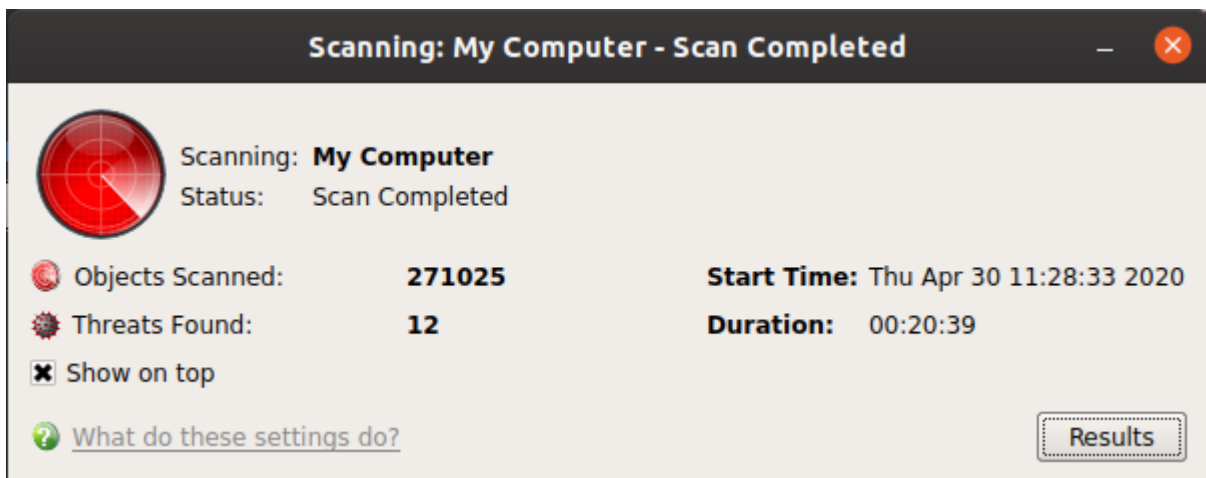 Scanning: My Computer - Scan Completed
Scanning: My Computer
Status: Scan Completed
Objects Scanned: 271025 Start Time: Thu Apr 30 11:28:33 2020
Threats Found: 12 Duration: 00:20:39
Show on top
What do these settings do?
Results